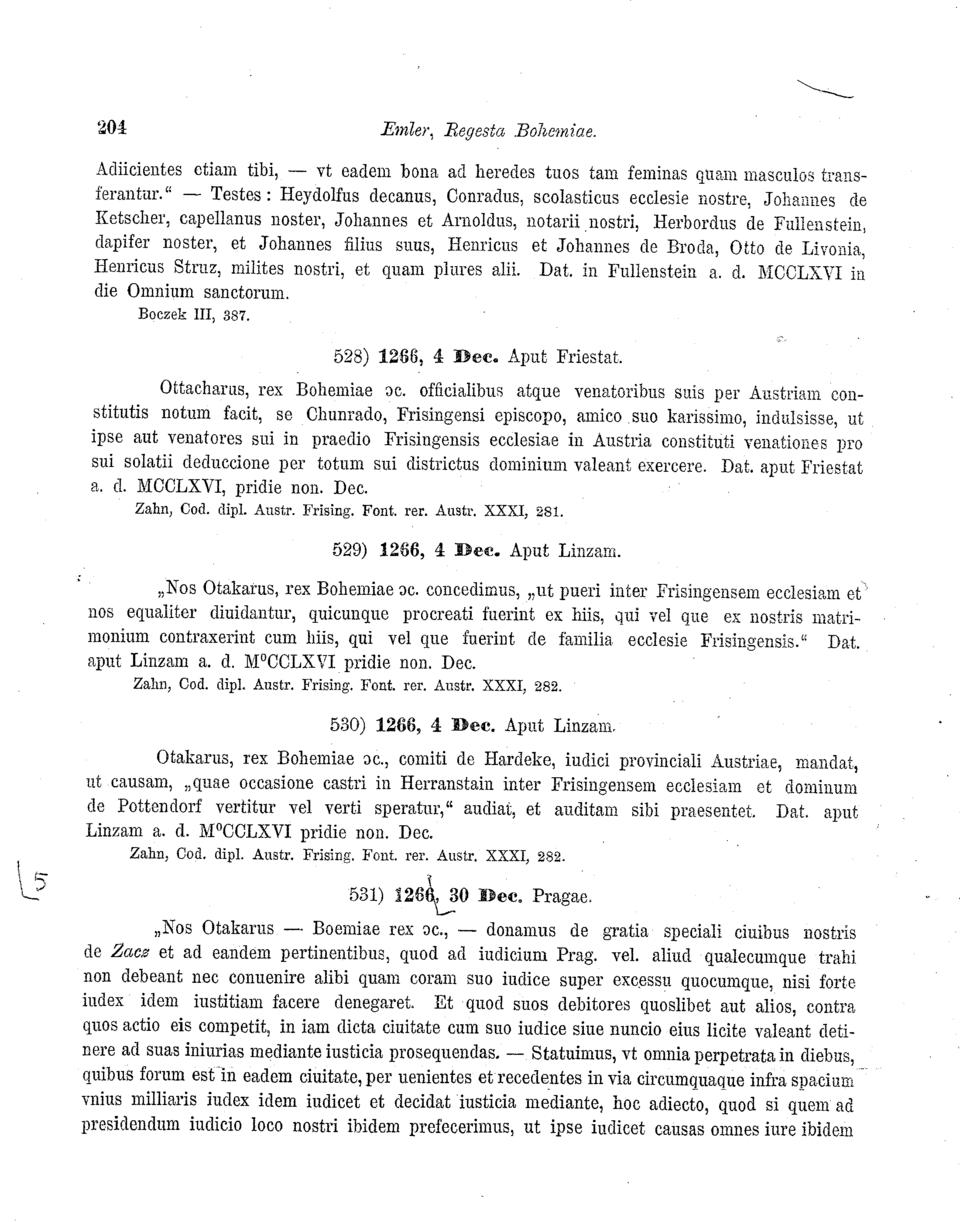 204 Emler, Regesta Bohemiae.
Adiicientes etiam tibi, — vt eadem bona ad heredes tuos tam feminas quam masculos trans-
ferantur.“ — Testes: Heydolfus decanus, Conradus, scolasticus ecclesie nostre, Johannes de
Ketscher, capellanus noster, Johannes et Arnoldus, notarii nostri, Herbordus de Fullenstein,
dapifer noster, et Johannes filius suus, Henricus et Johannes de Broda, Otto de Livonia,
Henricus Struz, milites nostri, et quam plures alii. Dat. in Fullenstein a. d. MCCLXVI in
die Omnium sanctorum.
Boczek III, 387.
528) 1266, 4 Dec. Aput Friestat.
Ottacharus, rex Bohemiae ɔc. officialibus atque venatoribus suis per Austriam con-
stitutis notum facit, se Chunrado, Frisingensi episcopo, amico suo karissimo, indulsisse, ut
ipse aut venatores sui in praedio Frisingensis ecclesiae in Austria constituti venationes pro
sui solatii deduccione per totum sui districtus dominium valeant exercere. Dat. aput Friestat
a. d. MCCLXVI, pridie non. Dec.
Zahn, Cod. dipl. Austr. Frising. Font. rer. Austr. XXXI, 281.
529) 1266, 4 Dec. Aput Linzam.
„Nos Otakarus, rex Bohemiae ɔc. concedimus, „ut pueri inter Frisingensem ecclesiam et
nos equaliter diuidantur, quicunque procreati fuerint ex hiis, qui vel que ex nostris matri-
monium contraxerint cum hiis, qui vel que fuerint de familia ecclesie Frisingensis.“ Dat.
aput Linzam a. d. MºCCLXVI pridie non. Dec.
Zahn, Cod. dipl. Austr. Frising. Font. rer. Austr. XXXI, 282.
530) 1266, 4 Dec. Aput Linzam.
Otakarus, rex Bohemiae ɔc., comiti de Hardeke, iudici provinciali Austriae, mandat,
ut causam, „quae occasione castri in Herranstain inter Frisingensem ecclesiam et dominum
de Pottendorf vertitur vel verti speratur,“ audiat, et auditam sibi praesentet. Dat. aput
Linzam a. d. MºCCLXVI pridie non. Dec.
Zahn, Cod. dipl. Austr. Frising. Font. rer. Austr. XXXI, 282.
5
531) 1266, 30 Dec. Pragae.
„Nos Otakarus — Boemiae rex ɔc., — donamus de gratia speciali ciuibus nostris
de Zacz et ad eandem pertinentibus, quod ad iudicium Prag. vel. aliud qualecumque trahi
non debeant nec conuenire alibi quam coram suo iudice super excessu quocumque, nisi forte
iudex idem iustitiam facere denegaret. Et quod suos debitores quoslibet aut alios, contra
quos actio eis competit, in iam dicta ciuitate cum suo iudice siue nuncio eius licite valeant deti-
nere ad suas iniurias mediante iusticia prosequendas. — Statuimus, vt omnia perpetrata in diebus,
quibus forum est in eadem ciuitate, per uenientes et recedentes in via circumquaque infra spacium
vnius milliaris iudex idem iudicet et decidat iusticia mediante, hoc adiecto, quod si quem ad
presidendum iudicio loco nostri ibidem prefecerimus, ut ipse iudicet causas omnes iure ibidem